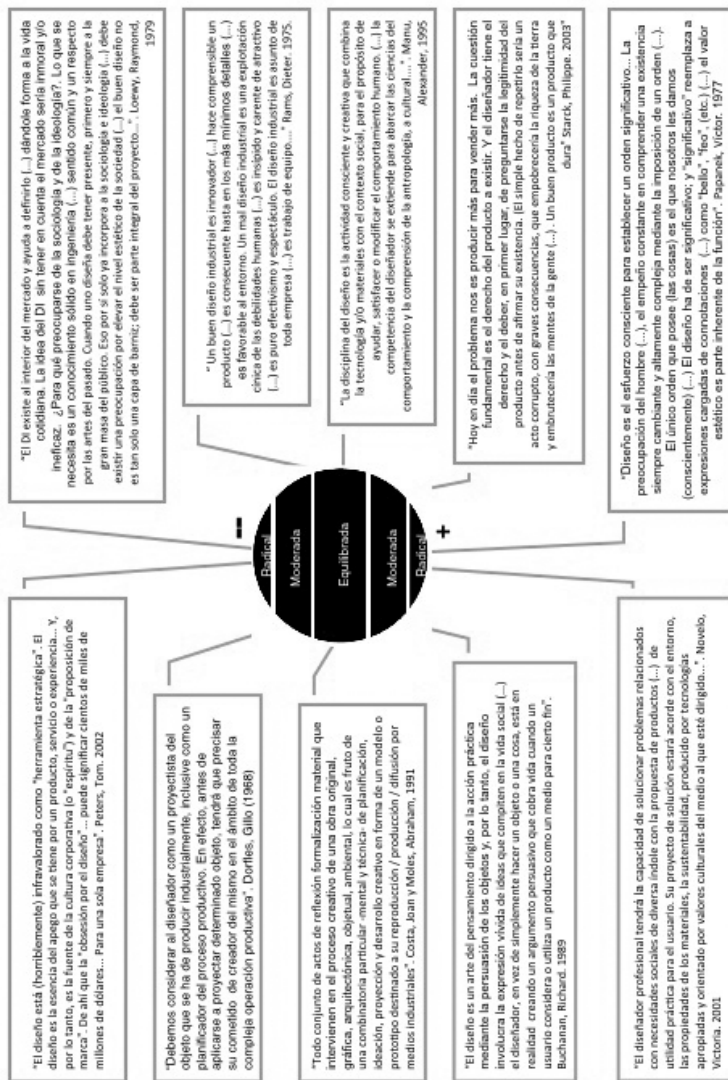 "El diseño está (horriblemente) infravalorado como "herramienta estratégica". El
diseño es la esencia del apego que se tiene por un producto, servicio o experiencia... Y,
por lo tanto, es la fuente de la cultura corporativa (o "espíritu") y de la "proposición de
marca". De ahí que la "obsesión por el diseño" ... puede significar cientos de miles de
millones de dólares... Para una sola empresa". Peters, Tom. 2002
"Debemos considerar al diseñador como un proyectista del
objeto que se ha de producir industrialmente, inclusive como un
planificador del proceso productivo. En efecto, antes de
aplicarse a proyectar determinado objeto, tendrá que precisar
su cometido de creador del mismo en el ámbito de toda la
compleja operación productiva". Dorfles, Gillo (1968)
"Todo conjunto de actos de reflexión formalización material que
intervienen en el proceso creativo de una obra original,
gráfica, arquitectónica, objetual, ambiental, lo cual es fruto de
una combinatoria particular -mental y técnica- de planificación,
ideación, proyección y desarrollo creativo en forma de un modelo o
prototipo destinado a su reproducción / producción / difusión por
medios industriales". Costa, Joan y Moles, Abraham, 1991
"El diseño es un arte del pensamiento dirigido a la acción práctica
mediante la persuasión de los objetos y, por lo tanto, el diseño
involucra la expresión vívida de ideas que compiten en la vida social (...)
el diseñador, en vez de simplemente hacer un objeto o una cosa, está en
realidad creando un argumento persuasivo que cobra vida cuando un
usuario considera o utiliza un producto como un medio para cierto fin".
Buchanan, Richard. 1989
"El diseñador profesional tendrá la capacidad de solucionar problemas relacionados
con necesidades sociales de diversa índole con la propuesta de productos (...) de
utilidad práctica para el usuario. Su proyecto de solución estará acorde con el entorno,
las propiedades de los materiales, la sustentabilidad, producido por tecnologías
apropiadas y orientado por valores culturales del medio al que esté dirigido...". Novelo,
Victoria. 2001
--
Radical
Moderada
Equilibrada
Moderada
Radical
+
"El DI existe al interior del mercado y ayuda a definirlo (...) dándole forma a la vida
cotidiana. La idea del DI sin tener en cuenta el mercado sería inmoral y/o
ineficaz. ¿Para qué preocuparse de la sociología y de la ideología?. Lo que se
necesita es un conocimiento sólido en ingeniería (...) sentido común y un respeto
por las artes del pasado. Cuando uno diseña debe tener presente, primero y siempre a la
gran masa del público. Eso por sí solo ya incorpora a la sociología e ideología (...) debe
existir una preocupación por elevar el nivel estético de la sociedad (...) el buen diseño no
es tan solo una capa de barniz; debe ser parte integral del proyecto...". Loewy, Raymond,
1979
"Un buen diseño industrial es innovador (...) hace comprensible un
producto (...) es consecuente hasta en los más mínimos detalles (...)
es favorable al entorno. Un mal diseño industrial es una explotación
cínica de las debilidades humanas (...) es insípido y carente de atractivo
(...) es puro efectivismo y espectáculo. El diseño industrial es asunto de
toda empresa (...) es trabajo de equipo...." Rams, Dieter. 1975.
"La disciplina del diseño es la actividad consciente y creativa que combina
la tecnología y/o materiales con el contexto social, para el propósito de
ayudar, satisfacer o modificar el comportamiento humano. (...) la
competencia del diseñador se extiende para abarcar las ciencias del
comportamiento y la comprensión de la antropología, a cultural....". Manu,
Alexander, 1995
"Hoy en día el problema nos es producir más para vender más. La cuestión
fundamental es el derecho del producto a existir. Y el diseñador tiene el
derecho y el deber, en primer lugar, de preguntarse la legitimidad del
producto antes de afirmar su existencia. (El simple hecho de repetirlo sería un
acto corrupto, con graves consecuencias, que empobrecería la riqueza de la tierra
y embrutecería las mentes de la gente (...). Un buen producto es un producto que
dura" Starck, Philippe. 2003"
"Diseño es el esfuerzo consciente para establecer un orden significativo... La
preocupación del hombre (...), el empeño constante en comprender una existencia
siempre cambiante y altamente compleja mediante la imposición de un orden (...).
El único orden que posee (las cosas) es el que nosotros les damos
(conscientemente) (...) El diseño ha de ser significativo; y "significativo" reemplaza a
expresiones cargadas de connotaciones (...) como "bello", "feo", (etc.) (...) el valor
estético es parte inherente de la función". Papanek, Víctor. 1977